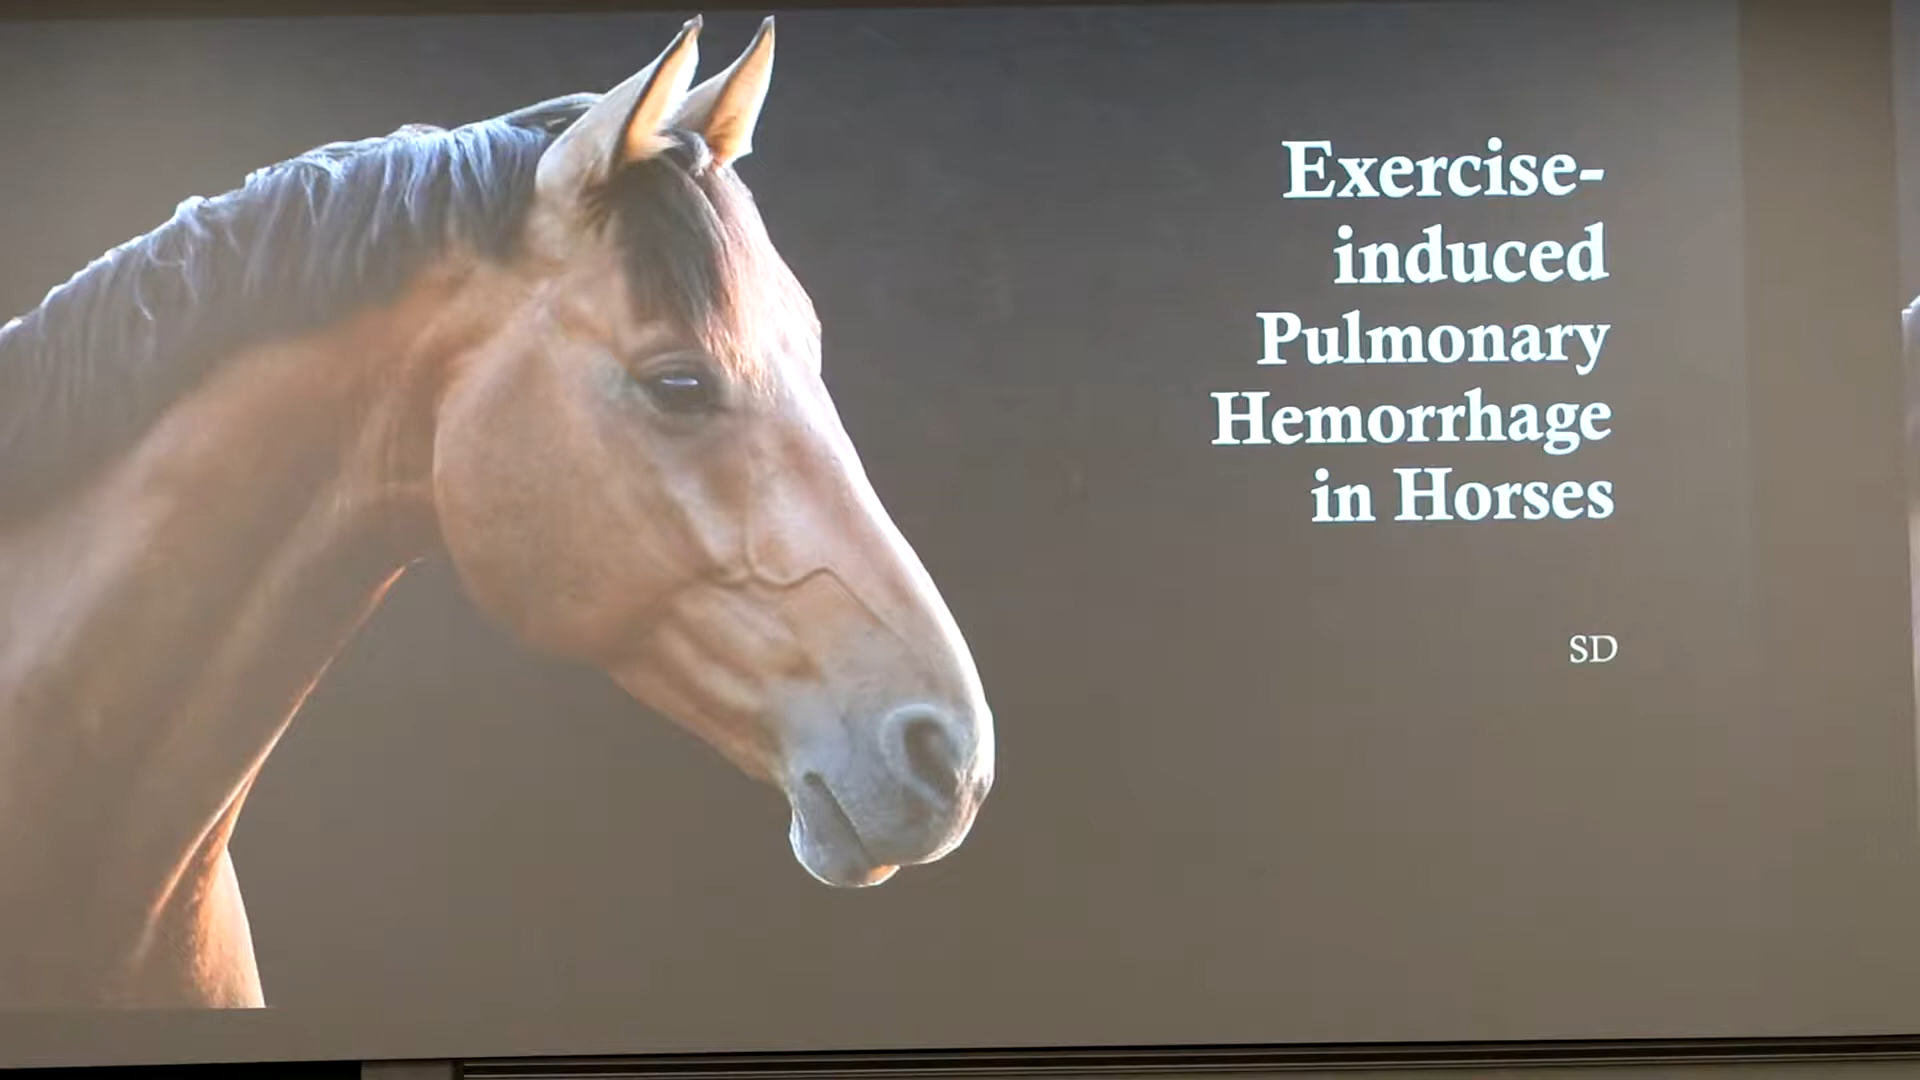 Exercise-
induced
Pulmonary
Hemorrhage
in Horses
SD